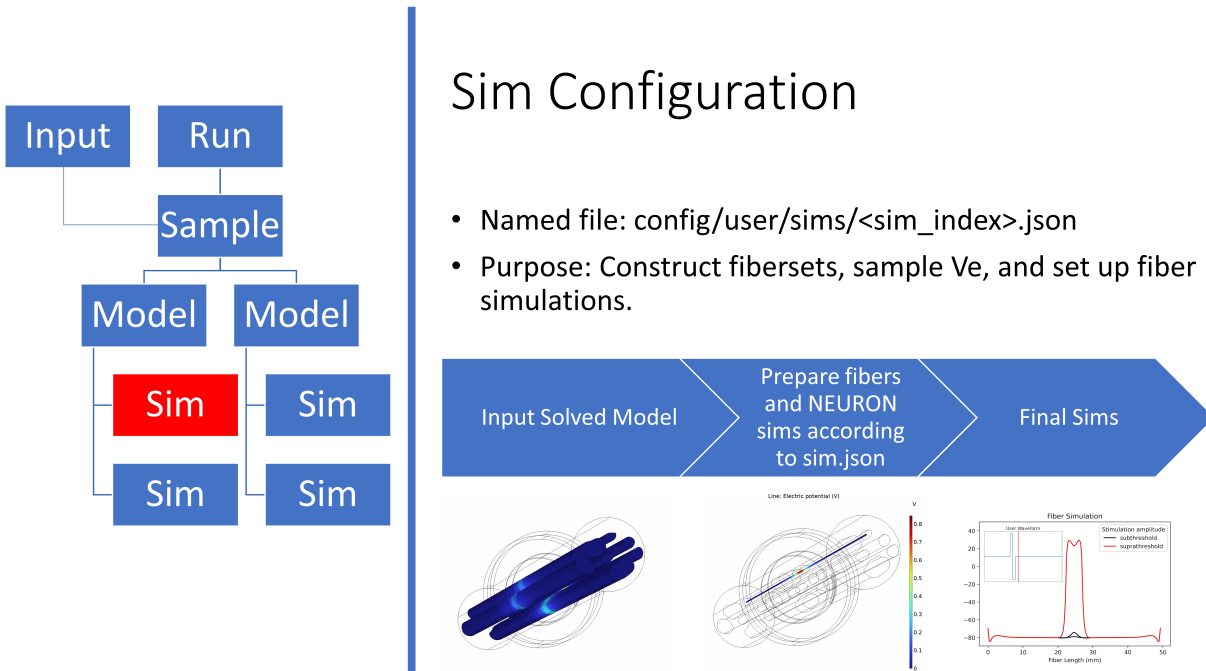 Sim Configuration
Input
Run
Sample
Model
Model
Sim
Sim
Sim
Sim
• Named file: config/user/sims/<sim_index>.json
• Purpose: Construct fibersets, sample Ve, and set up fiber
simulations.
Input Solved Model
Prepare fibers
and NEURON
sims according
to sim.json
Final Sims
Line: Electric potential (V)
V
0.8
0.7
0.6
0.5
0.4
0.3
0.2
0.1
0
Fiber Simulation
User Waveform
Stimulation amplitude
subthreshold
suprathreshold
40
20
0
−20
−40
−60
−80
0 10 20 30 40 50
Fiber Length (mm)